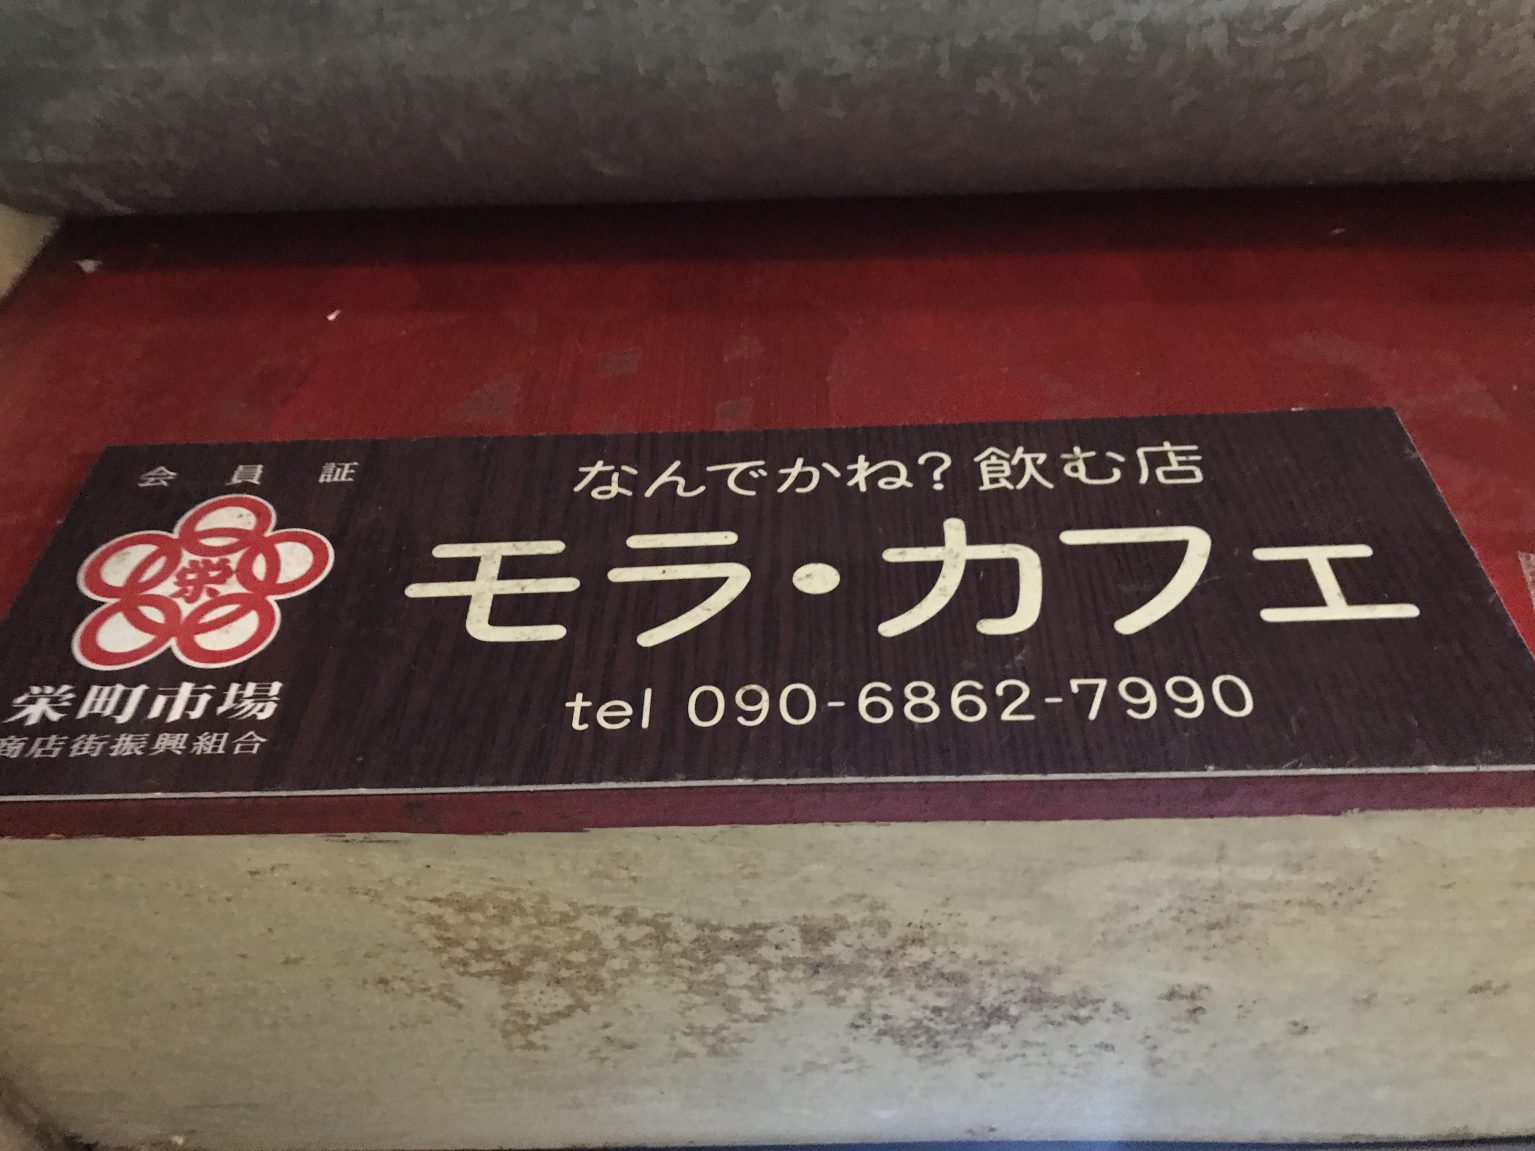 会員証
栄
栄町市場
商店街振興組合
なんでかね？飲む店
モラ・カフェ
tel 090-6862-7990